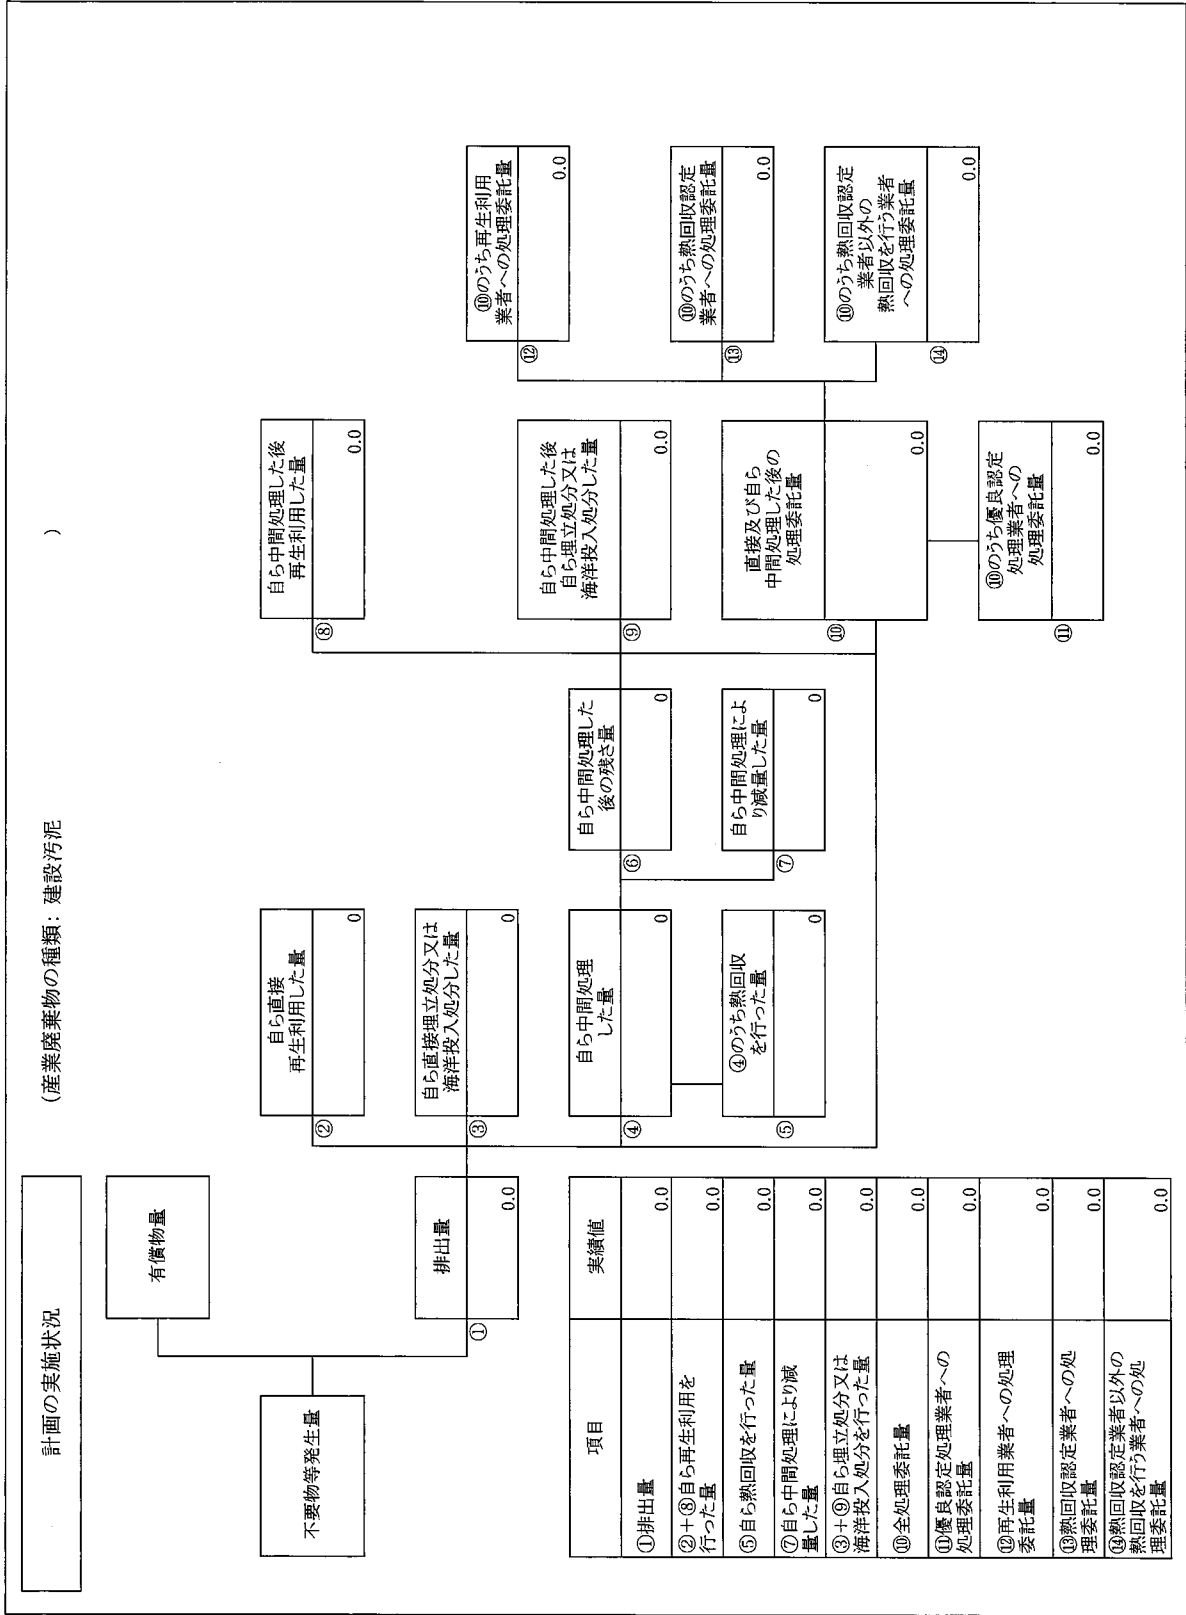 計画の実施状況
(産業廃棄物の種類：建設汚泥　　　　　　)
不要物等発生量
有償物量
①
排出量
0.0
②
自ら直接
再生利用した量
0
③
自ら直接埋立処分又は
海洋投入処分した量
0
④
自ら中間処理
した量
0
⑤
④のうち熱回収
を行った量
0
⑥
自ら中間処理した
後の残さ量
0
⑦
自ら中間処理によ
り減量した量
0
⑧
自ら中間処理した後
再生利用した量
0.0
⑨
自ら中間処理した後
自ら埋立処分又は
海洋投入処分した量
0.0
⑩
直接及び自ら
中間処理した後の
処理委託量
0.0
⑪
⑩のうち優良認定
処理業者への
処理委託量
0.0
⑫
⑩のうち再生利用
業者への処理委託量
0.0
⑬
⑩のうち熱回収認定
業者への処理委託量
0.0
⑭
⑩のうち熱回収認定
業者以外の
熱回収を行う業者
への処理委託量
0.0
項目 実績値
①排出量 0.0
②+⑧自ら再生利用を
行った量 0.0
⑤自ら熱回収を行った量 0.0
⑦自ら中間処理により減
量した量 0.0
③+⑨自ら埋立処分又は
海洋投入処分を行った量 0.0
⑩全処理委託量 0.0
⑪優良認定処理業者への
処理委託量 0.0
⑫再生利用業者への処理
委託量 0.0
⑬熱回収認定業者への処
理委託量 0.0
⑭熱回収認定業者以外の
熱回収を行う業者への処
理委託量 0.0